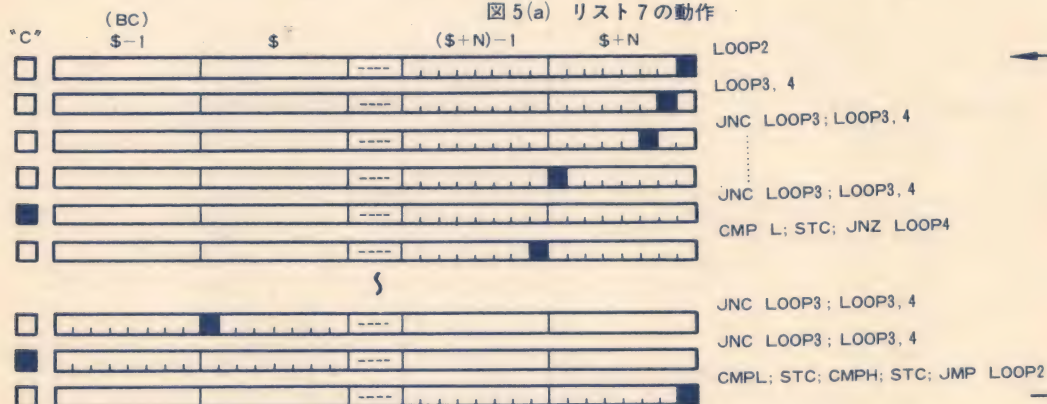 図5(a) リスト7の動作
(BC)
"C" $−1 $ ($+N)−1 $+N
LOOP2
LOOP3, 4
JNC LOOP3; LOOP3, 4
JNC LOOP3; LOOP3, 4
CMP L; STC; JNZ LOOP4
JNC LOOP3; LOOP3, 4
JNC LOOP3; LOOP3, 4
CMPL; STC; CMPH; STC; JMP LOOP2